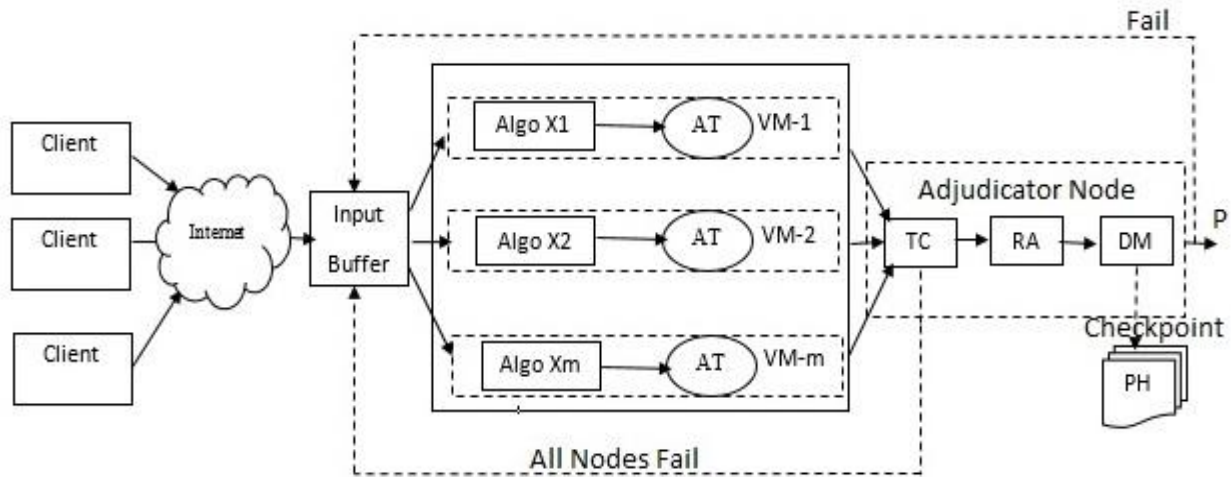 Fail
Client
Client
Client
Internet
Input
Buffer
Algo X1
AT
VM-1
Algo X2
AT
VM-2
Algo Xm
AT
VM-m
Adjudicator Node
TC
RA
DM
P
Checkpoint
PH
All Nodes Fail